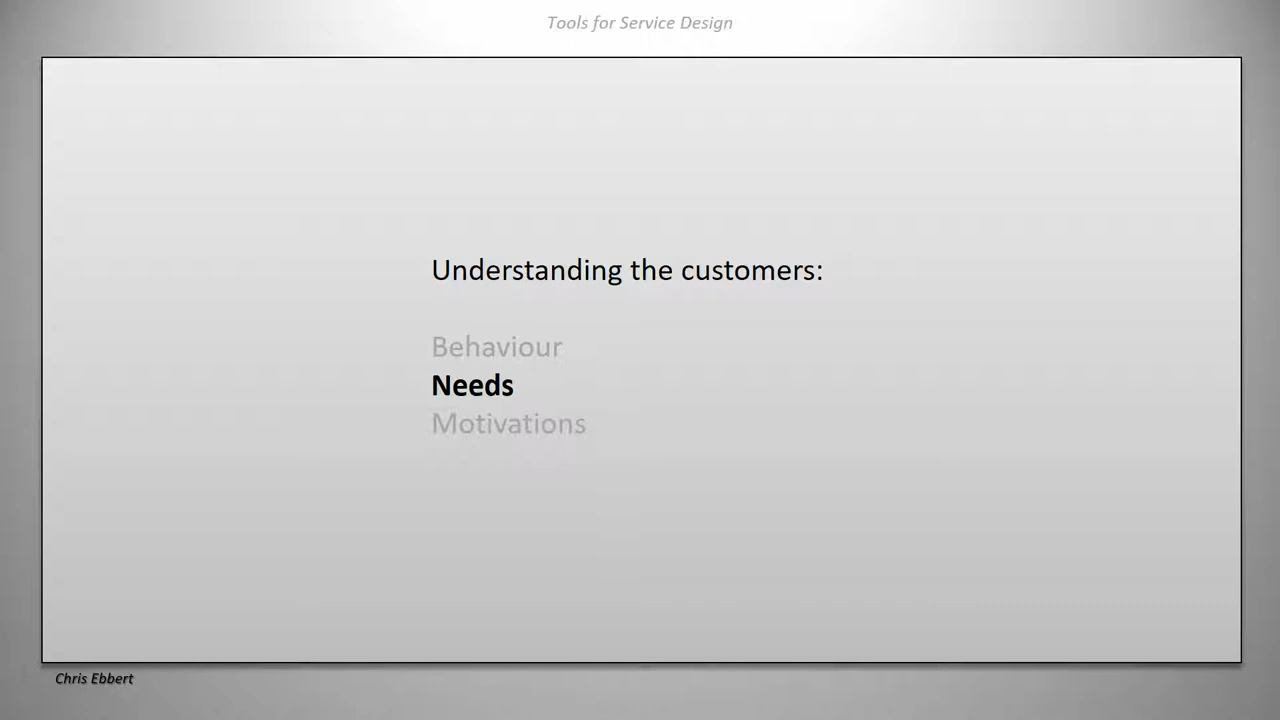 Tools for Service Design
Understanding the customers:
Behaviour
Needs
Motivations
Chris Ebbert